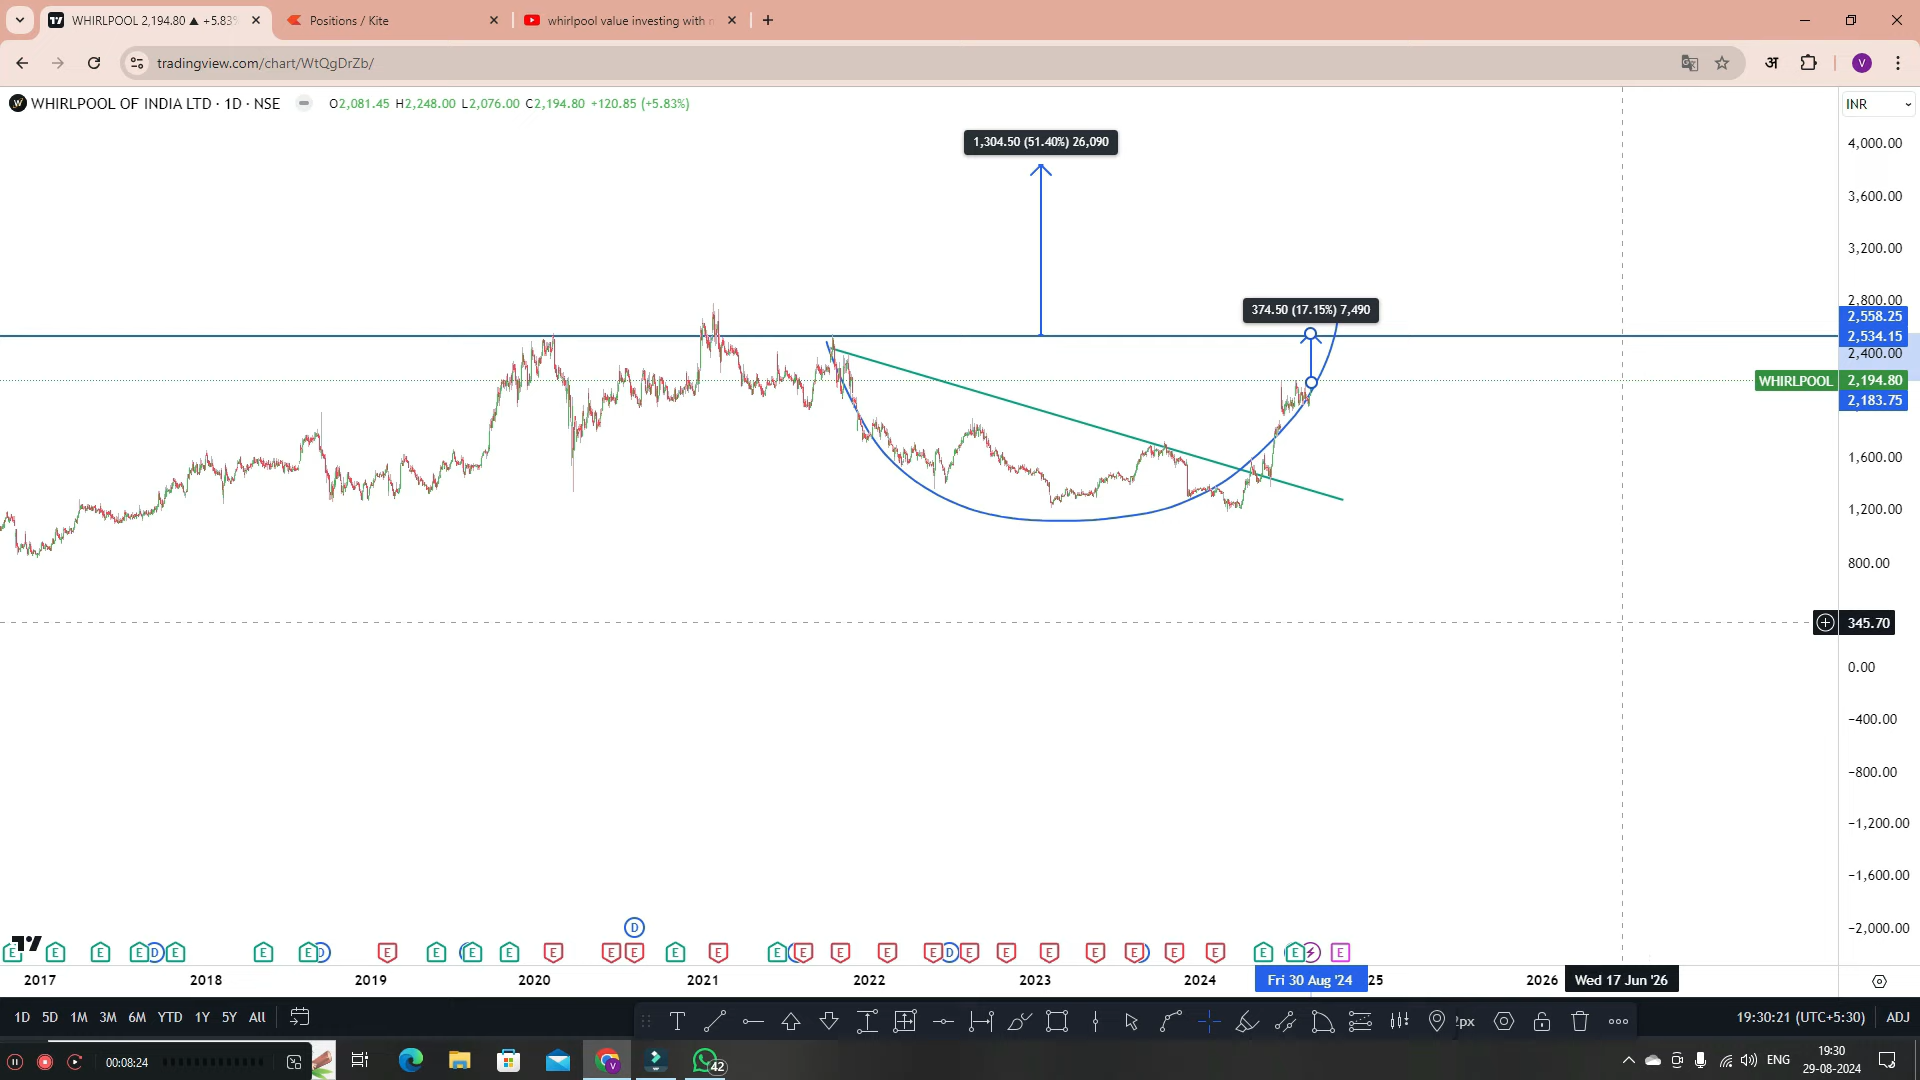 WHIRLPOOL 2,194.80 ▲ +5.83%
Positions / Kite
whirlpool value investing with
tradingview.com/chart/WtQgDrZb/
अ
V
WHIRLPOOL OF INDIA LTD · 1D · NSE
O2,081.45 H2,248.00 L2,076.00 C2,194.80 +120.85 (+5.83%)
INR
1,304.50 (51.40%) 26,090
374.50 (17.15%) 7,490
4,000.00
3,600.00
3,200.00
2,800.00
2,558.25
2,534.15
2,400.00
WHIRLPOOL 2,194.80
2,183.75
1,600.00
1,200.00
800.00
345.70
0.00
−400.00
−800.00
−1,200.00
−1,600.00
−2,000.00
D
E E E E D E E E D E E E E E E E E E E E E E E E D E E E E E E E E E E
2017 2018 2019 2020 2021 2022 2023 2024 Fri 30 Aug '24 25 2026 Wed 17 Jun '26
1D 5D 1M 3M 6M YTD 1Y 5Y All
T
px
19:30:21 (UTC+5:30) ADJ
00:08:24
42
ENG
19:30
29-08-2024